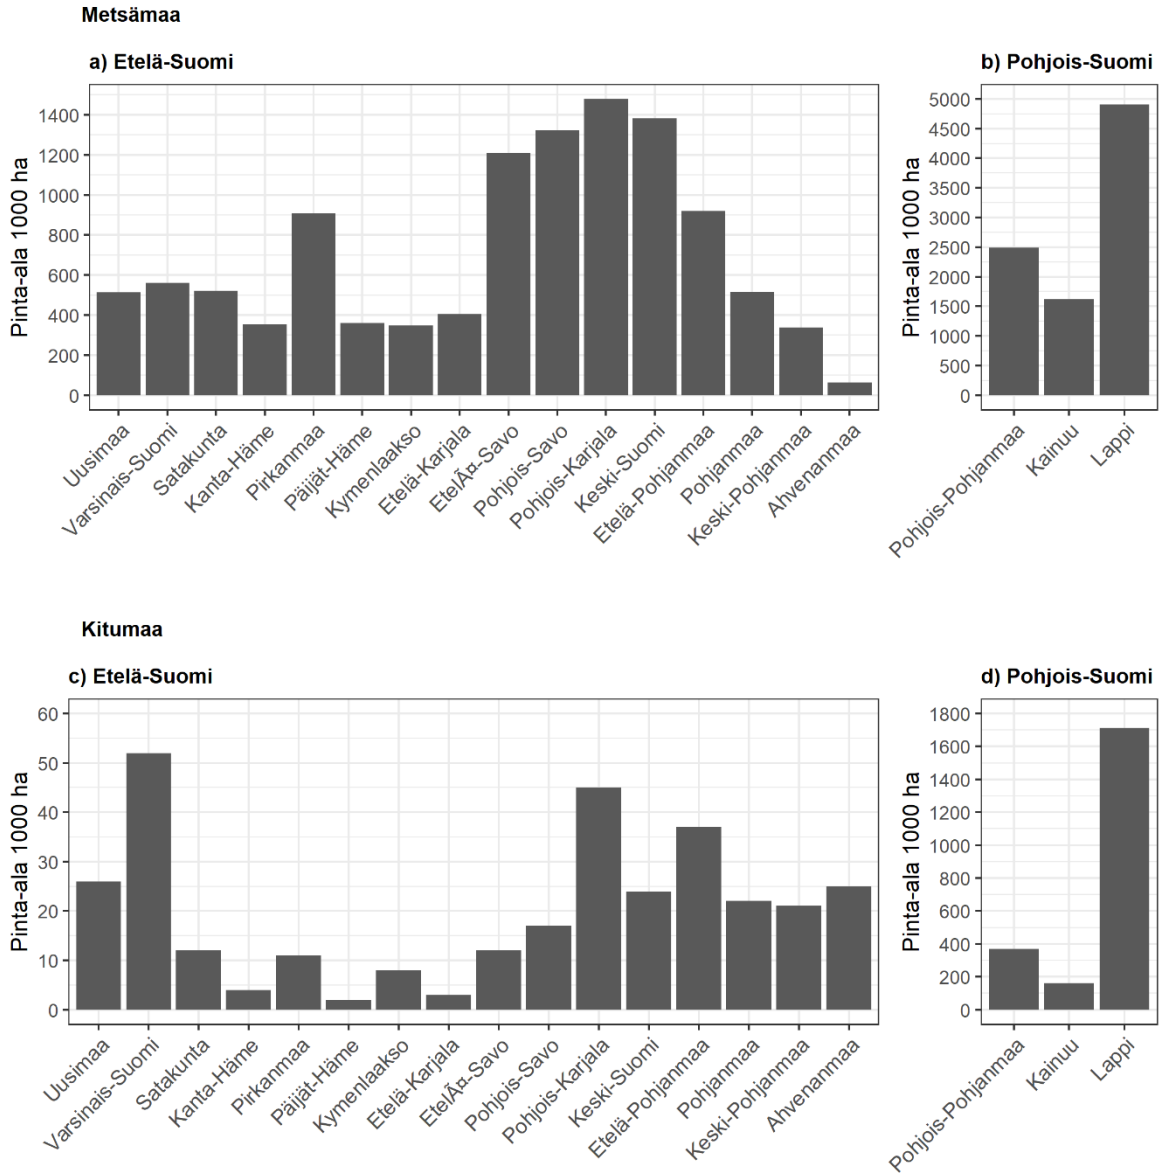 Metsämaa
a) Etelä-Suomi
b) Pohjois-Suomi
Pinta-ala 1000 ha
1400
1200
1000
800
600
400
200
0
Uusimaa
Varsinais-Suomi
Satakunta
Kanta-Häme
Pirkanmaa
Päijät-Häme
Kymenlaakso
Etelä-Karjala
EtelÃ¤-Savo
Pohjois-Savo
Pohjois-Karjala
Keski-Suomi
Etelä-Pohjanmaa
Pohjanmaa
Keski-Pohjanmaa
Ahvenanmaa
Pinta-ala 1000 ha
5000
4500
4000
3500
3000
2500
2000
1500
1000
500
0
Pohjois-Pohjanmaa
Kainuu
Lappi
Kitumaa
c) Etelä-Suomi
d) Pohjois-Suomi
Pinta-ala 1000 ha
60
50
40
30
20
10
0
Uusimaa
Varsinais-Suomi
Satakunta
Kanta-Häme
Pirkanmaa
Päijät-Häme
Kymenlaakso
Etelä-Karjala
EtelÃ¤-Savo
Pohjois-Savo
Pohjois-Karjala
Keski-Suomi
Etelä-Pohjanmaa
Pohjanmaa
Keski-Pohjanmaa
Ahvenanmaa
Pinta-ala 1000 ha
1800
1600
1400
1200
1000
800
600
400
200
0
Pohjois-Pohjanmaa
Kainuu
Lappi